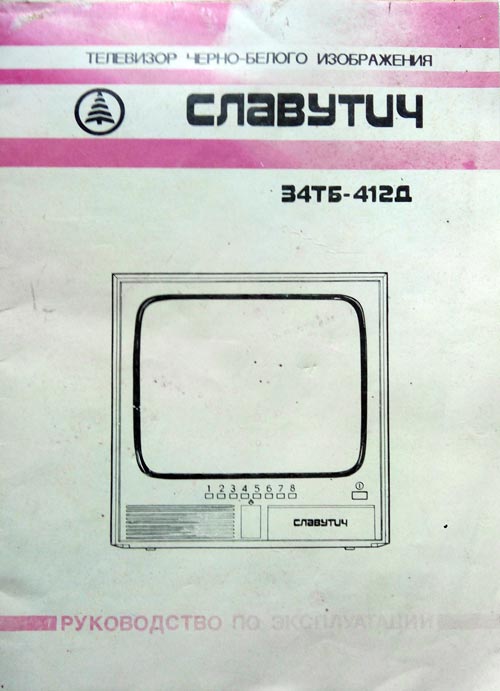 ТЕЛЕВИЗОР ЧЕРНО-БЕЛОГО ИЗОБРАЖЕНИЯ
СЛАВУТИЧ
34ТБ-412Д
1 2 3 4 5 6 7 8
СЛАВУТИЧ
РУКОВОДСТВО ПО ЭКСПЛУАТАЦИИ